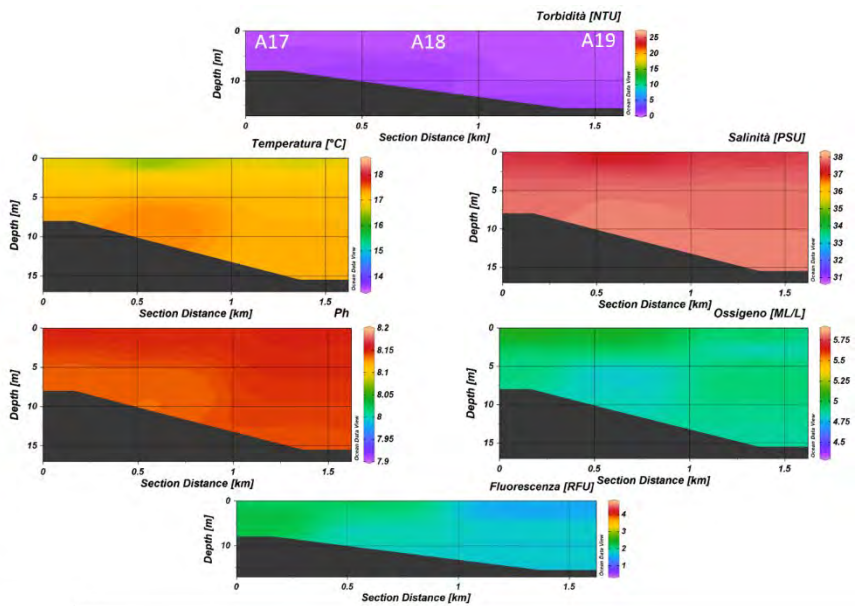 Torbidità [NTU]
A17 A18 A19
Depth [m]
0
10
0 0.5 1 1.5
Section Distance [km]
25
20
15
10
5
0
Ocean Data View
Temperatura [°C]
Depth [m]
0
5
10
15
0 0.5 1 1.5
Section Distance [km]
18
17
16
15
14
Ocean Data View
Salinità [PSU]
Depth [m]
0
5
10
15
0 0.5 1 1.5
Section Distance [km]
38
37
36
35
34
33
32
31
Ocean Data View
Ph
Depth [m]
0
5
10
15
0 0.5 1 1.5
Section Distance [km]
8.2
8.15
8.1
8.05
8
7.95
7.9
Ocean Data View
Ossigeno [ML/L]
Depth [m]
0
5
10
15
0 0.5 1 1.5
Section Distance [km]
5.75
5.5
5.25
5
4.75
4.5
Ocean Data View
Fluorescenza [RFU]
Depth [m]
0
10
0 0.5 1 1.5
Section Distance [km]
4
3
2
1
Ocean Data View